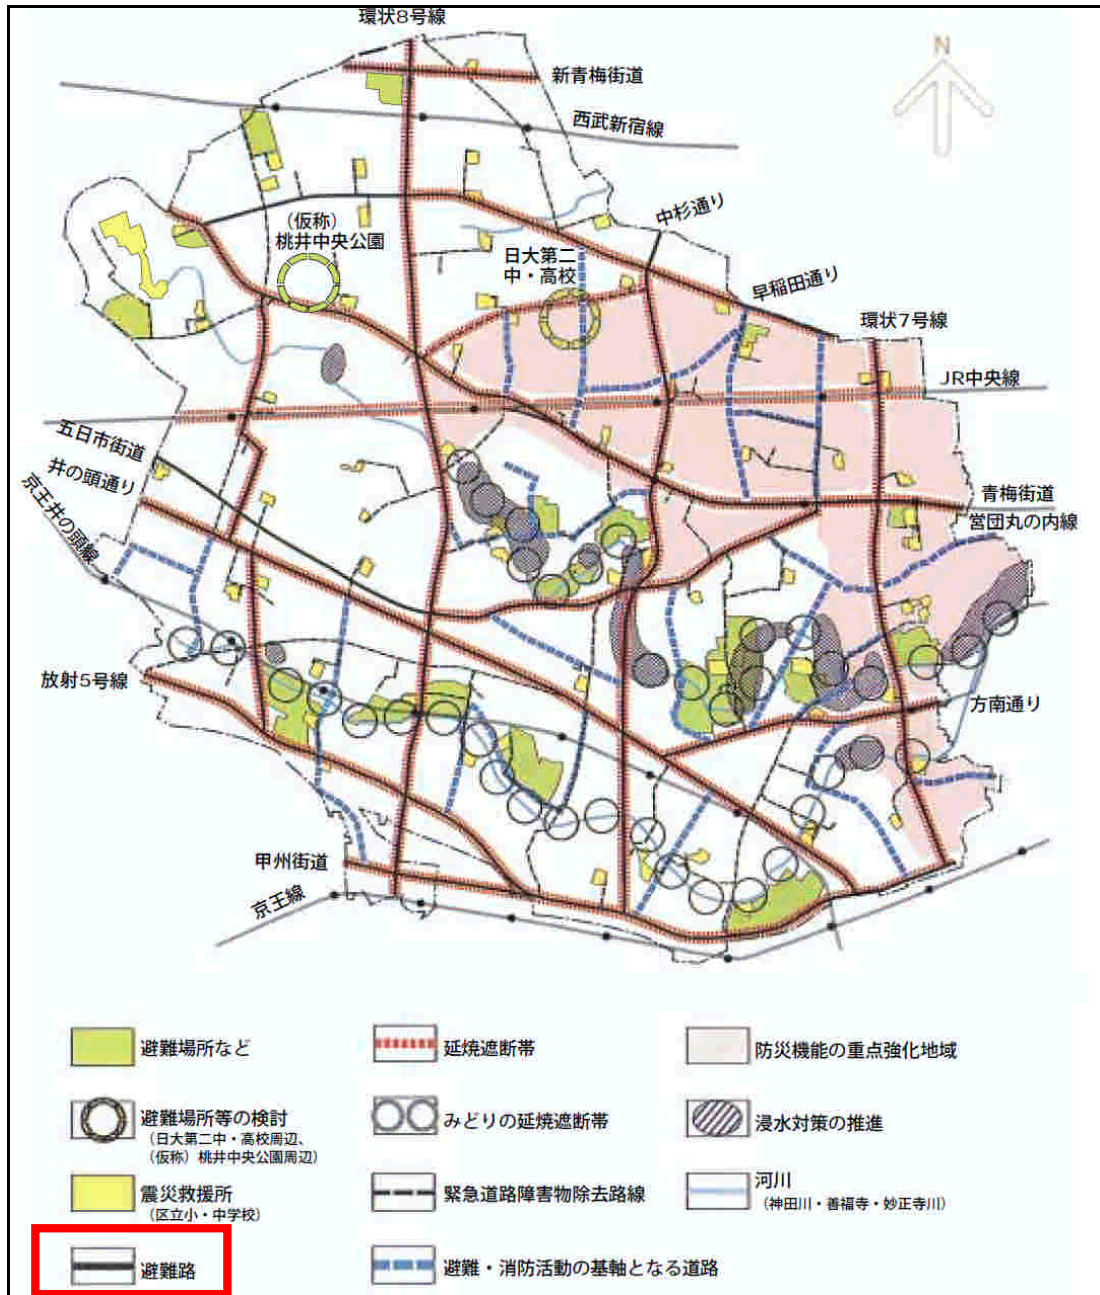 環状8号線
新青梅街道
N
西武新宿線
中杉通り
(仮称)
桃井中央公園
日大第二
中・高校
早稲田通り
環状7号線
JR中央線
五日市街道
井の頭通り
京王井の頭線
青梅街道
営団丸の内線
放射5号線
方南通り
甲州街道
京王線
避難場所など
延焼遮断帯
防災機能の重点強化地域
避難場所等の検討
(日大第二中・高校周辺、
(仮称)桃井中央公園周辺)
みどりの延焼遮断帯
浸水対策の推進
震災救援所
(区立小・中学校)
緊急道路障害物除去路線
河川
(神田川・善福寺・妙正寺川)
避難路
避難・消防活動の基軸となる道路